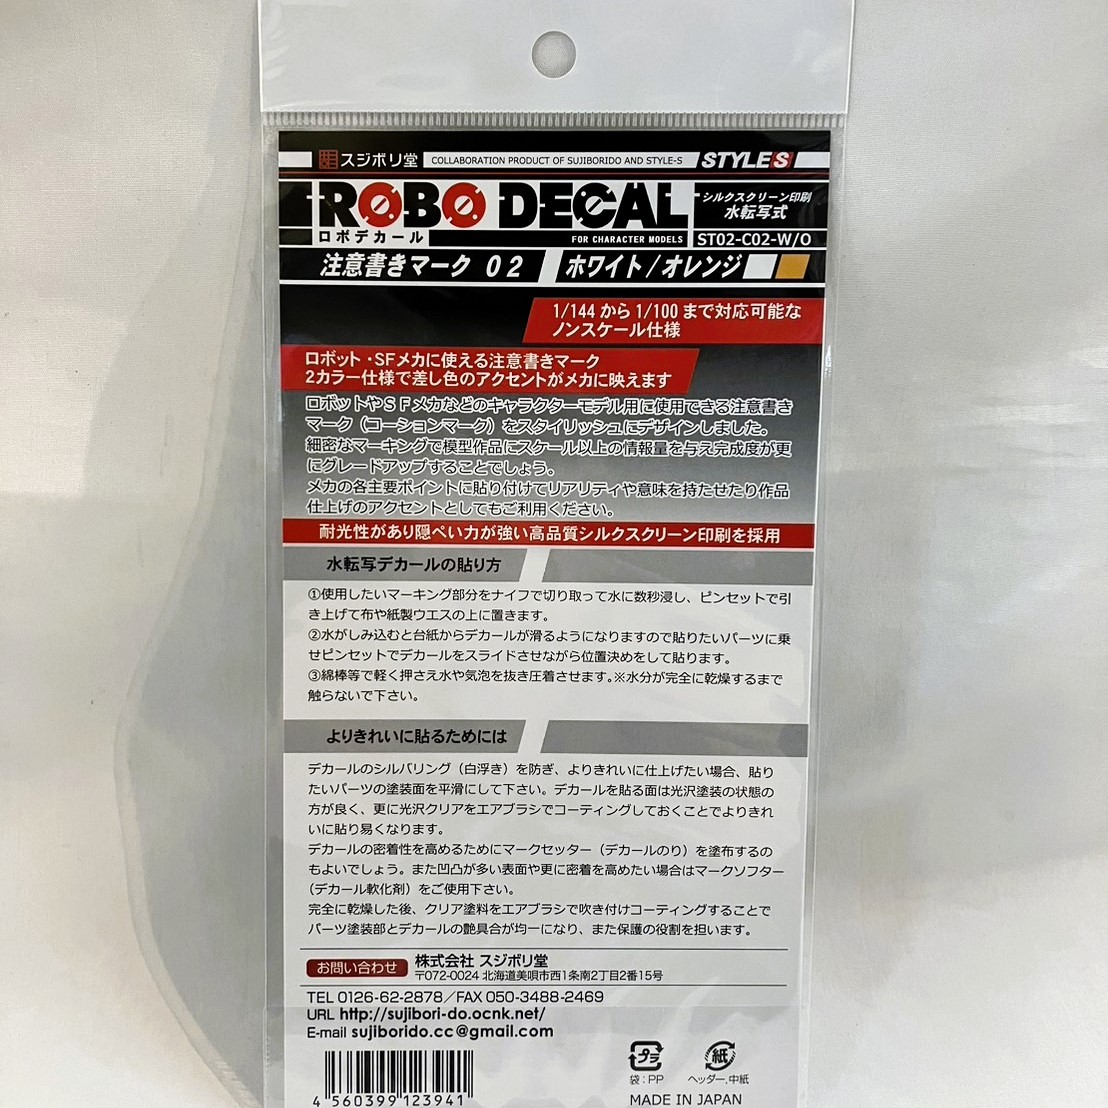 スジボリ堂 COLLABORATION PRODUCT OF SUJIBORIDO AND STYLE-S STYLE S
ROBO DECAL シルクスクリーン印刷
水転写式
ロボデカール FOR CHARACTER MODELS ST02-C02-W/O
注意書きマーク 02 ホワイト/オレンジ
1/144から1/100まで対応可能な
ノンスケール仕様
ロボット・SFメカに使える注意書きマーク
2カラー仕様で差し色のアクセントがメカに映えます
ロボットやSFメカなどのキャラクターモデル用に使用できる注意書き
マーク（コーションマーク）をスタイリッシュにデザインしました。
細密なマーキングで模型作品にスケール以上の情報量を与え完成度が更
にグレードアップすることでしょう。
メカの各主要ポイントに貼り付けてリアリティや意味を持たせたり作品
仕上げのアクセントとしてもご利用ください。
耐光性があり隠ぺい力が強い高品質シルクスクリーン印刷を採用
水転写デカールの貼り方
①使用したいマーキング部分をナイフで切り取って水に数秒浸し、ピンセットで引
き上げて布や紙製ウエスの上に置きます。
②水がしみ込むと台紙からデカールが滑るようになりますので貼りたいパーツに乗
せピンセットでデカールをスライドさせながら位置決めをして貼ります。
③綿棒等で軽く押さえ水や気泡を抜き圧着させます。※水分が完全に乾燥するまで
触らないで下さい。
よりきれいに貼るためには
デカールのシルバリング（白浮き）を防ぎ、よりきれいに仕上げたい場合、貼り
たいパーツの塗装面を平滑にして下さい。デカールを貼る面は光沢塗装の状態の
方が良く、更に光沢クリアをエアブラシでコーティングしておくことでよりきれ
いに貼り易くなります。
デカールの密着性を高めるためにマークセッター（デカールのり）を塗布するの
もよいでしょう。また凹凸が多い表面や更に密着を高めたい場合はマークソフター
（デカール軟化剤）をご使用下さい。
完全に乾燥した後、クリア塗料をエアブラシで吹き付けコーティングすることで
パーツ塗装部とデカールの艶具合が均一になり、また保護の役割を担います。
お問い合わせ 株式会社 スジボリ堂
〒072-0024 北海道美唄市西1条南2丁目2番15号
TEL 0126-62-2878／FAX 050-3488-2469
URL http://sujibori-do.ocnk.net/
E-mail sujiborido.cc@gmail.com
プラ 紙
袋：PP ヘッダー,中紙
4 560399 123941
MADE IN JAPAN